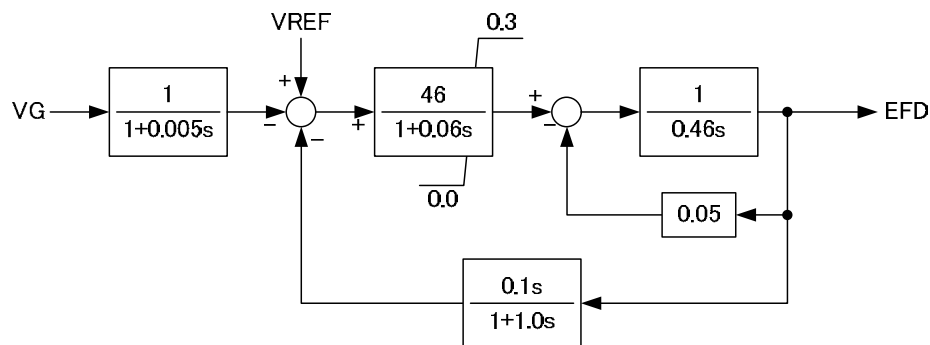 VREF
0.3
VG
1
1+0.005s
+
−
−
+
46
1+0.06s
0.0
+
−
1
0.46s
EFD
0.05
0.1s
1+1.0s